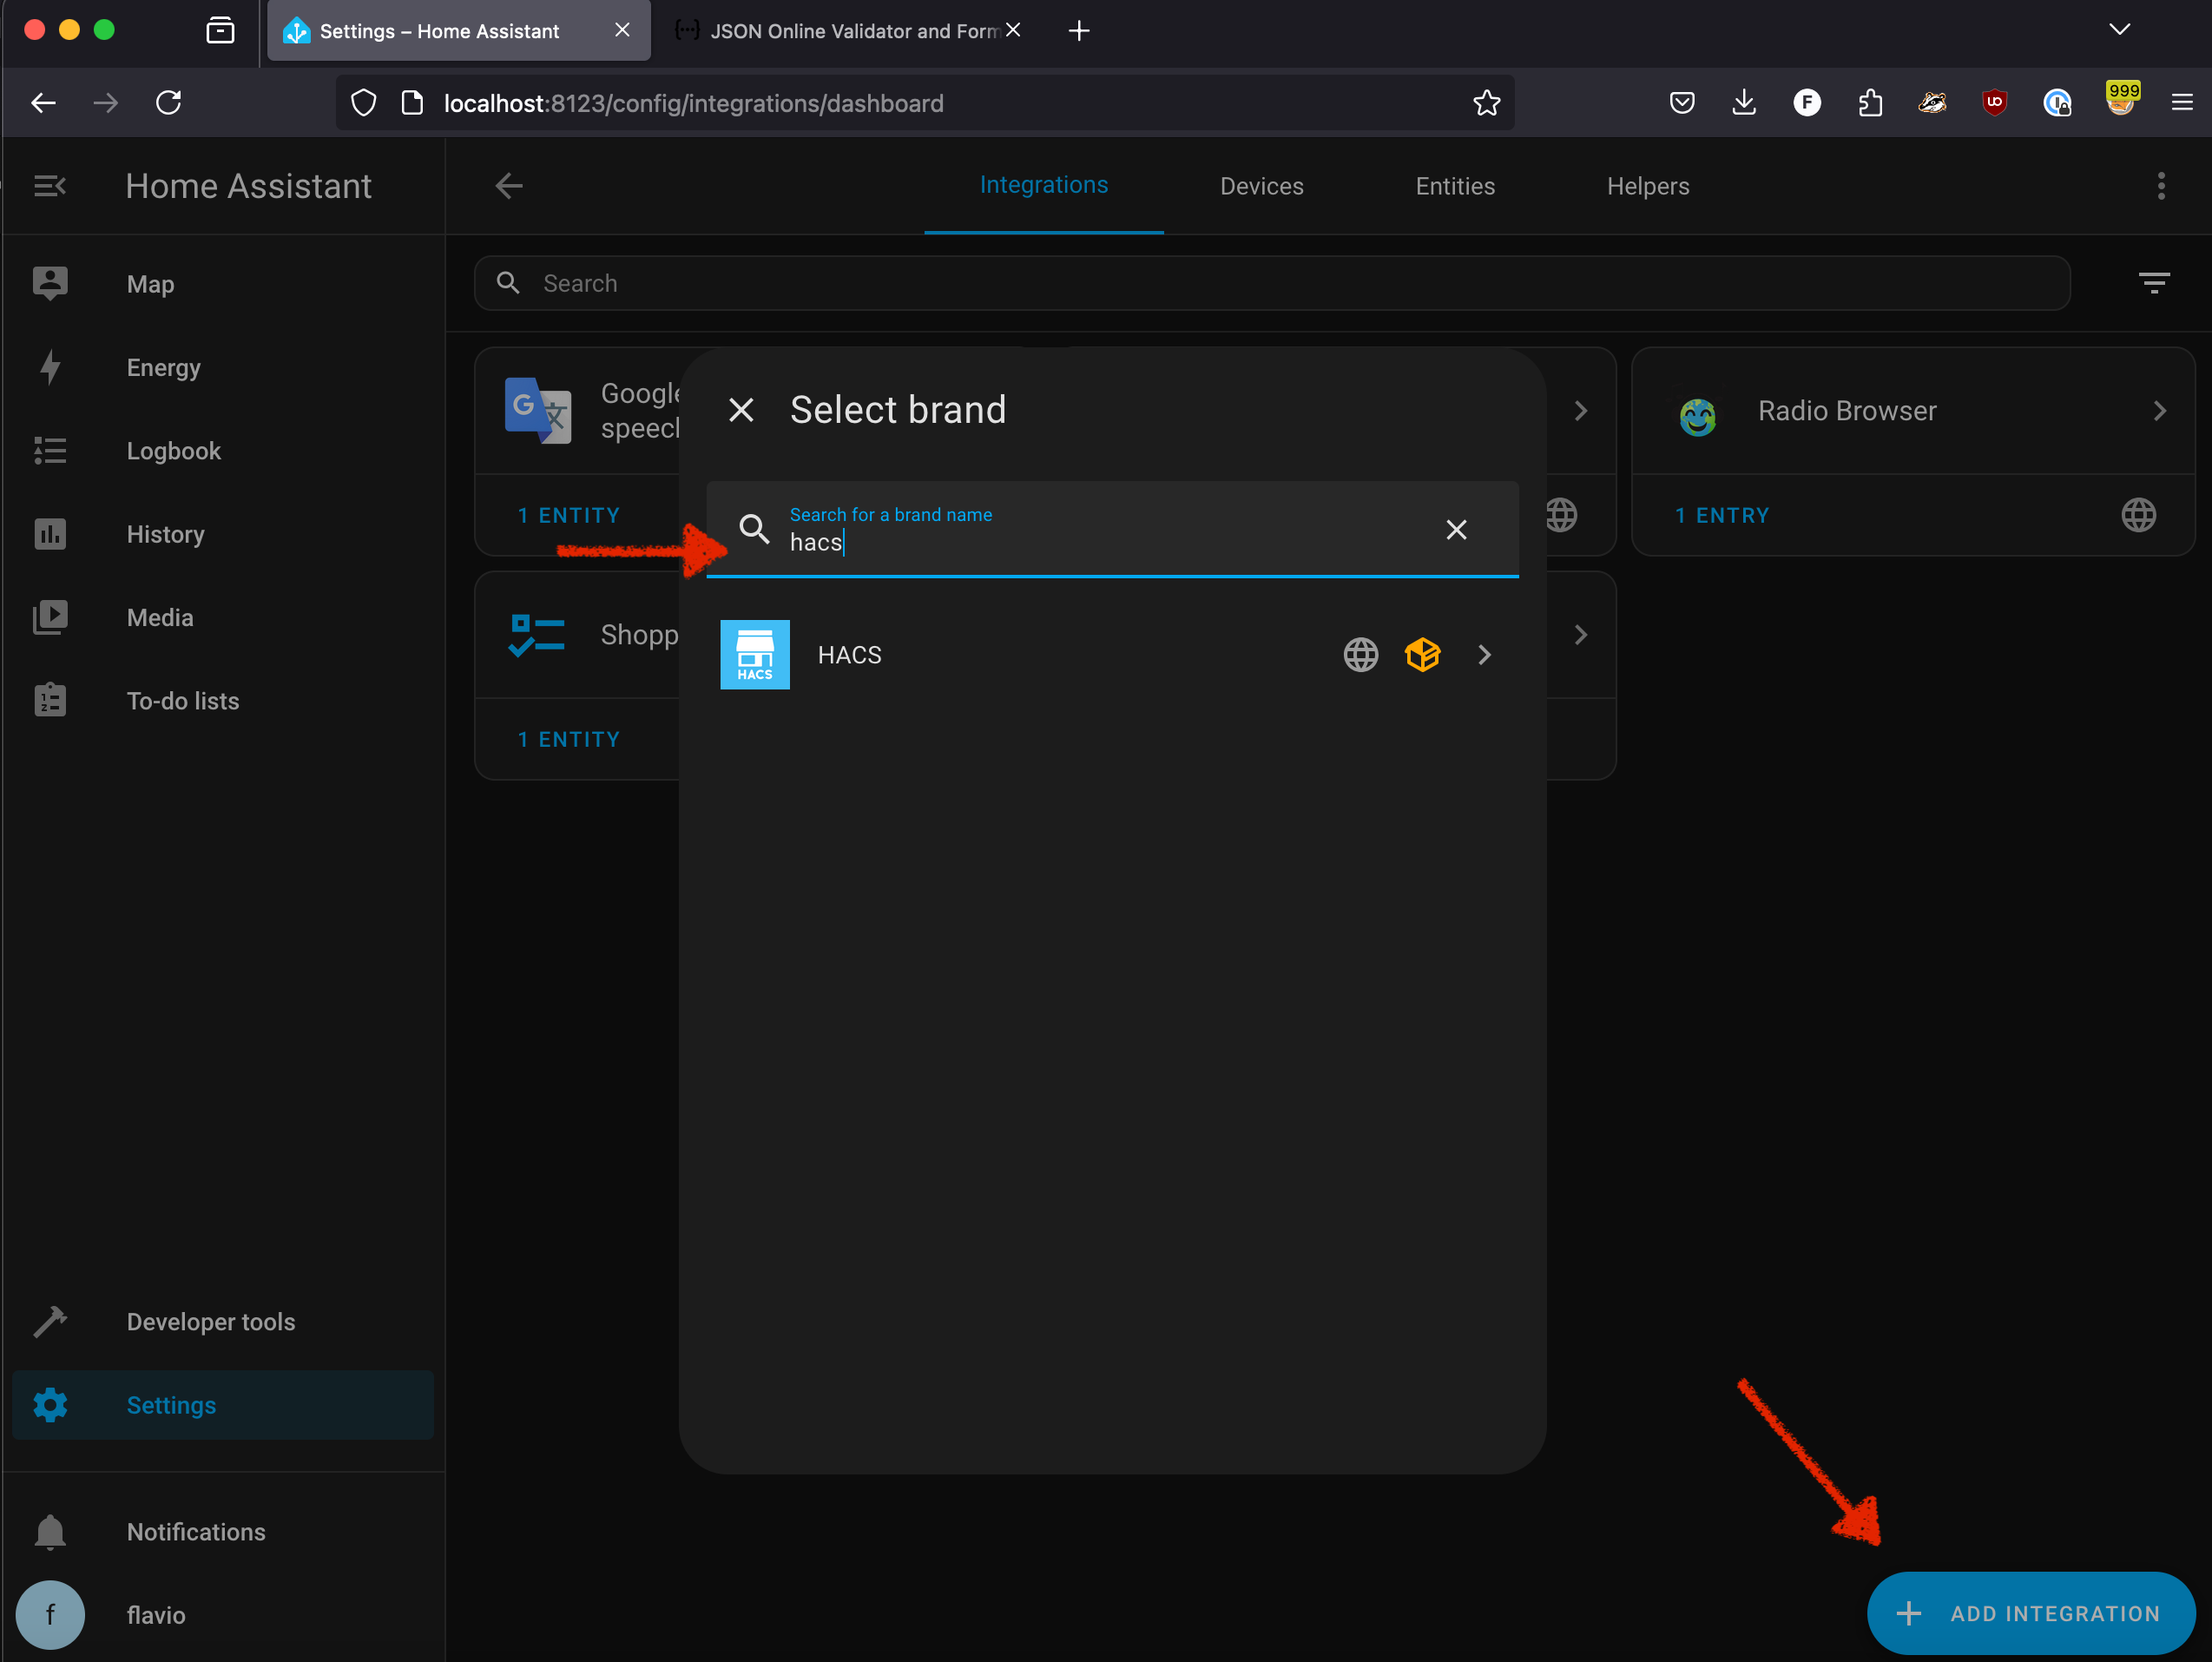 Settings – Home Assistant
JSON Online Validator and Form
localhost:8123/config/integrations/dashboard
F
UO
999
Home Assistant
Integrations
Devices
Entities
Helpers
Map
Energy
Logbook
History
Media
To-do lists
Developer tools
Settings
Notifications
f
flavio
Search
G
Google
speech
1 ENTITY
Radio Browser
1 ENTRY
Shopp
1 ENTITY
Select brand
Search for a brand name
hacs
HACS
HACS
ADD INTEGRATION